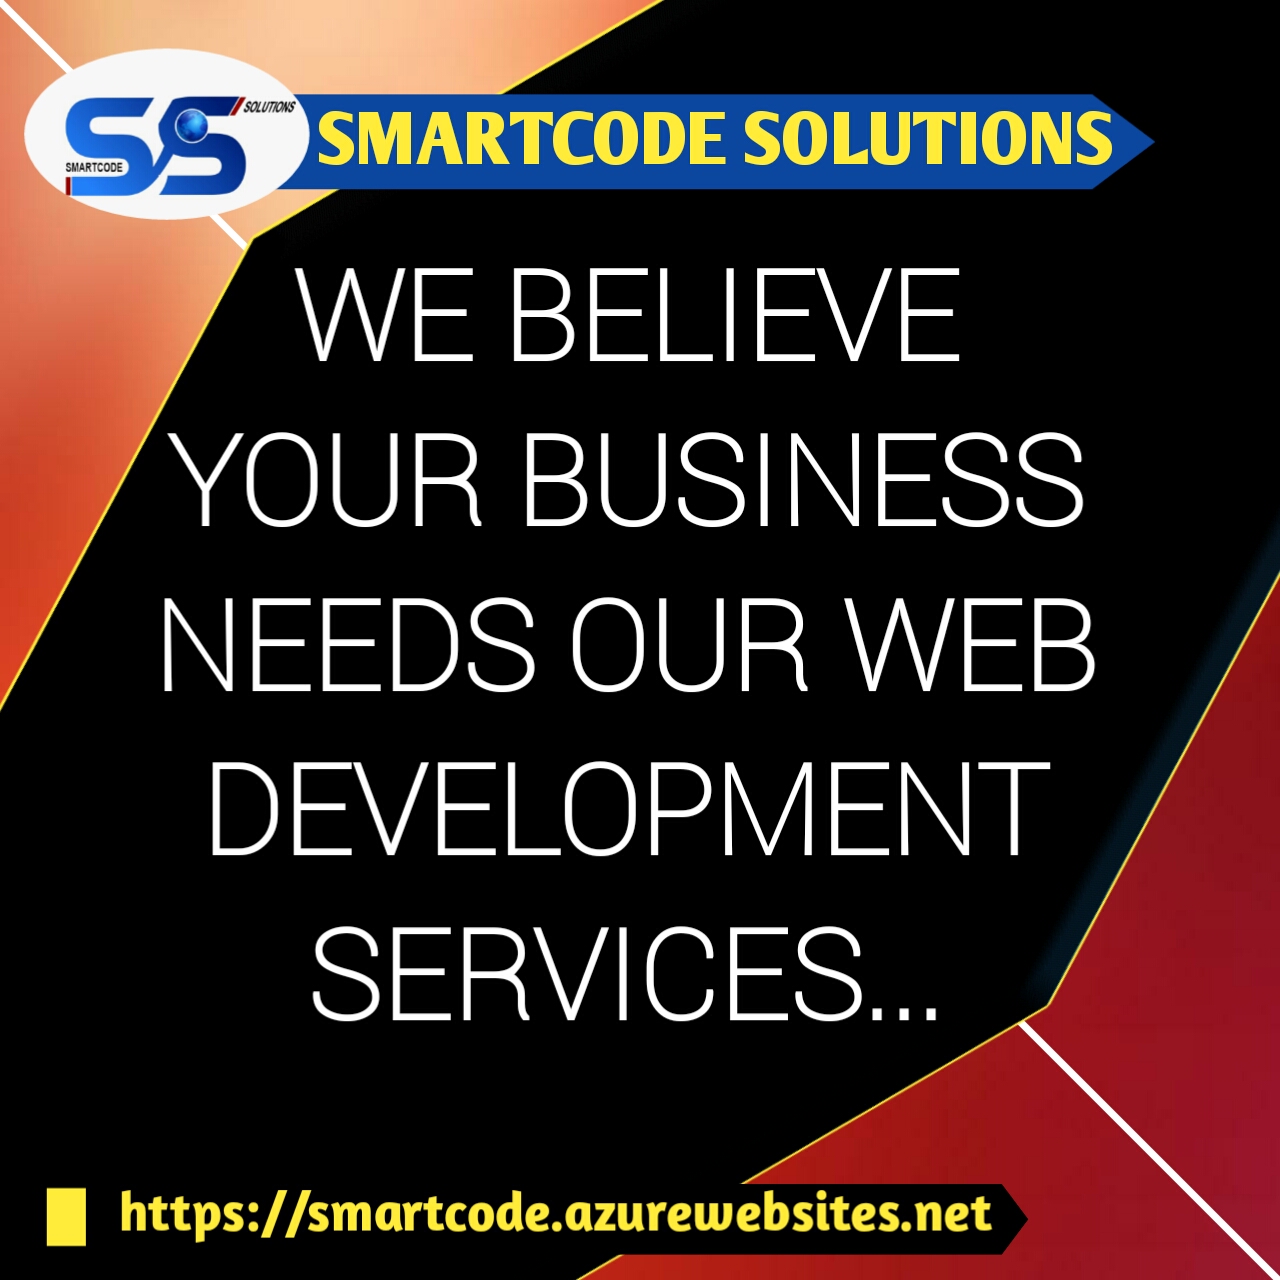 SS
SOLUTIONS
SMARTCODE
SMARTCODE SOLUTIONS
WE BELIEVE
YOUR BUSINESS
NEEDS OUR WEB
DEVELOPMENT
SERVICES...
https://smartcode.azurewebsites.net